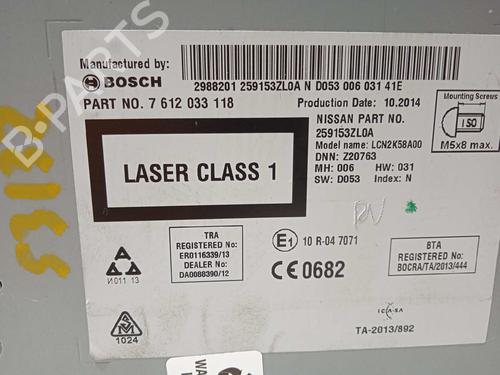 Manufactured by:
BOSCH
2988201 259153ZL0A N D053 006 031 41E
PART NO. 7 612 033 118
Production Date: 10.2014
NISSAN PART NO.
259153ZL0A
Model name: LCN2K58A00
DNN: Z20763
MH: 006 HW: 031
SW: D053 Index: N
Mounting Screws
ISO
M5x8 max.
LASER CLASS 1
TRA
REGISTERED No:
ER0116339/13
DEALER No:
DA0088390/12
И011 13
E1 10 R-04 7071
CE0682
BTA
REGISTERED No:
BOCRA/TA/2013/444
1024
ICASA
TA-2013/892
B-PARTS